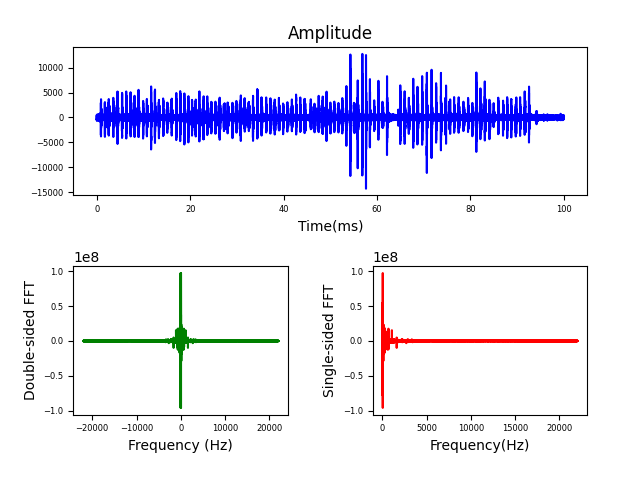 Amplitude
10000
5000
0
−5000
−10000
−15000
0 20 40 60 80 100
Time(ms)
1e8 1e8
Double-sided FFT
1.0
0.5
0.0
−0.5
−1.0
−20000 −10000 0 10000 20000
Frequency (Hz)
Single-sided FFT
1.0
0.5
0.0
−0.5
−1.0
0 5000 10000 15000 20000
Frequency(Hz)